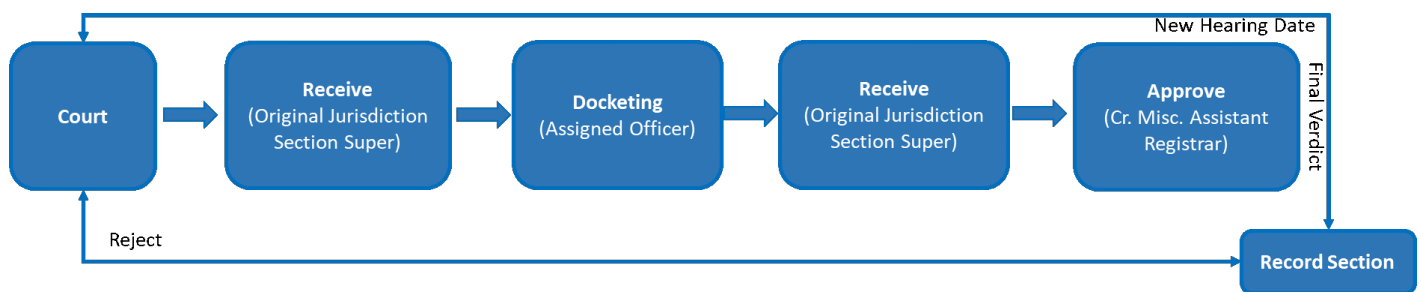 New Hearing Date
Court
Receive
(Original Jurisdiction
Section Super)
Docketing
(Assigned Officer)
Receive
(Original Jurisdiction
Section Super)
Approve
(Cr. Misc. Assistant
Registrar)
Final Verdict
Reject
Record Section